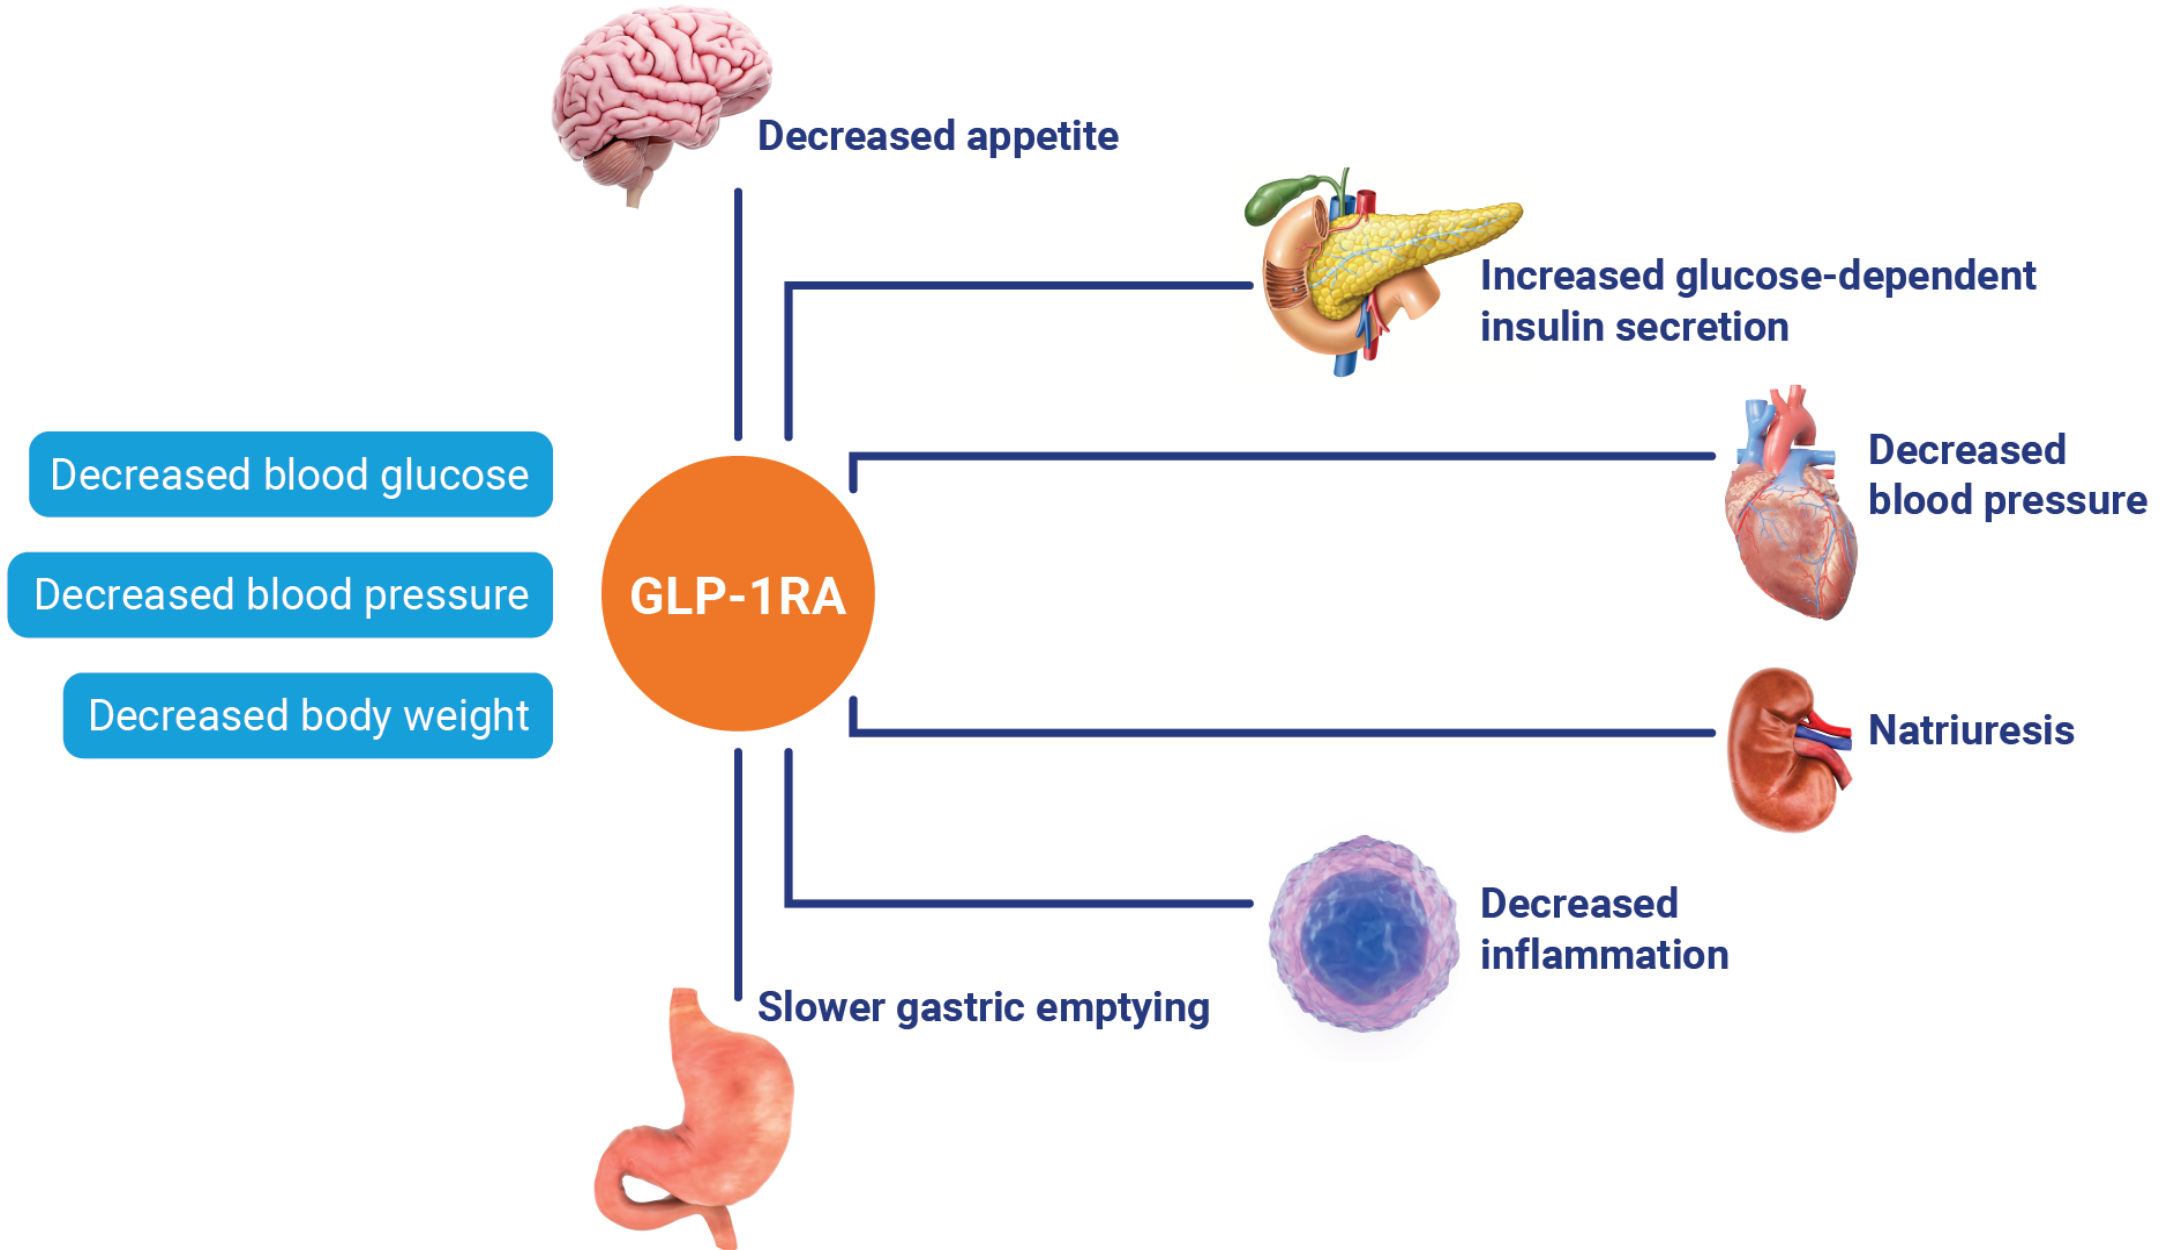 Decreased appetite
Increased glucose-dependent
insulin secretion
Decreased
blood pressure
Decreased blood glucose
Decreased blood pressure
Decreased body weight
GLP-1RA
Natriuresis
Decreased
inflammation
Slower gastric emptying